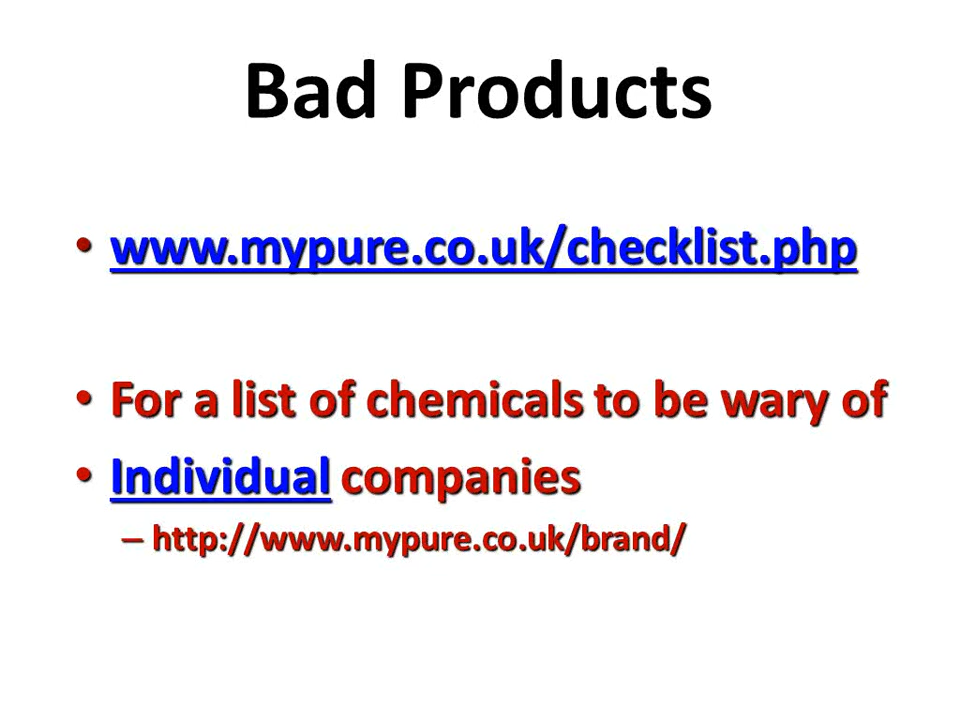 Bad Products
• www.mypure.co.uk/checklist.php
• For a list of chemicals to be wary of
• Individual companies
– http://www.mypure.co.uk/brand/